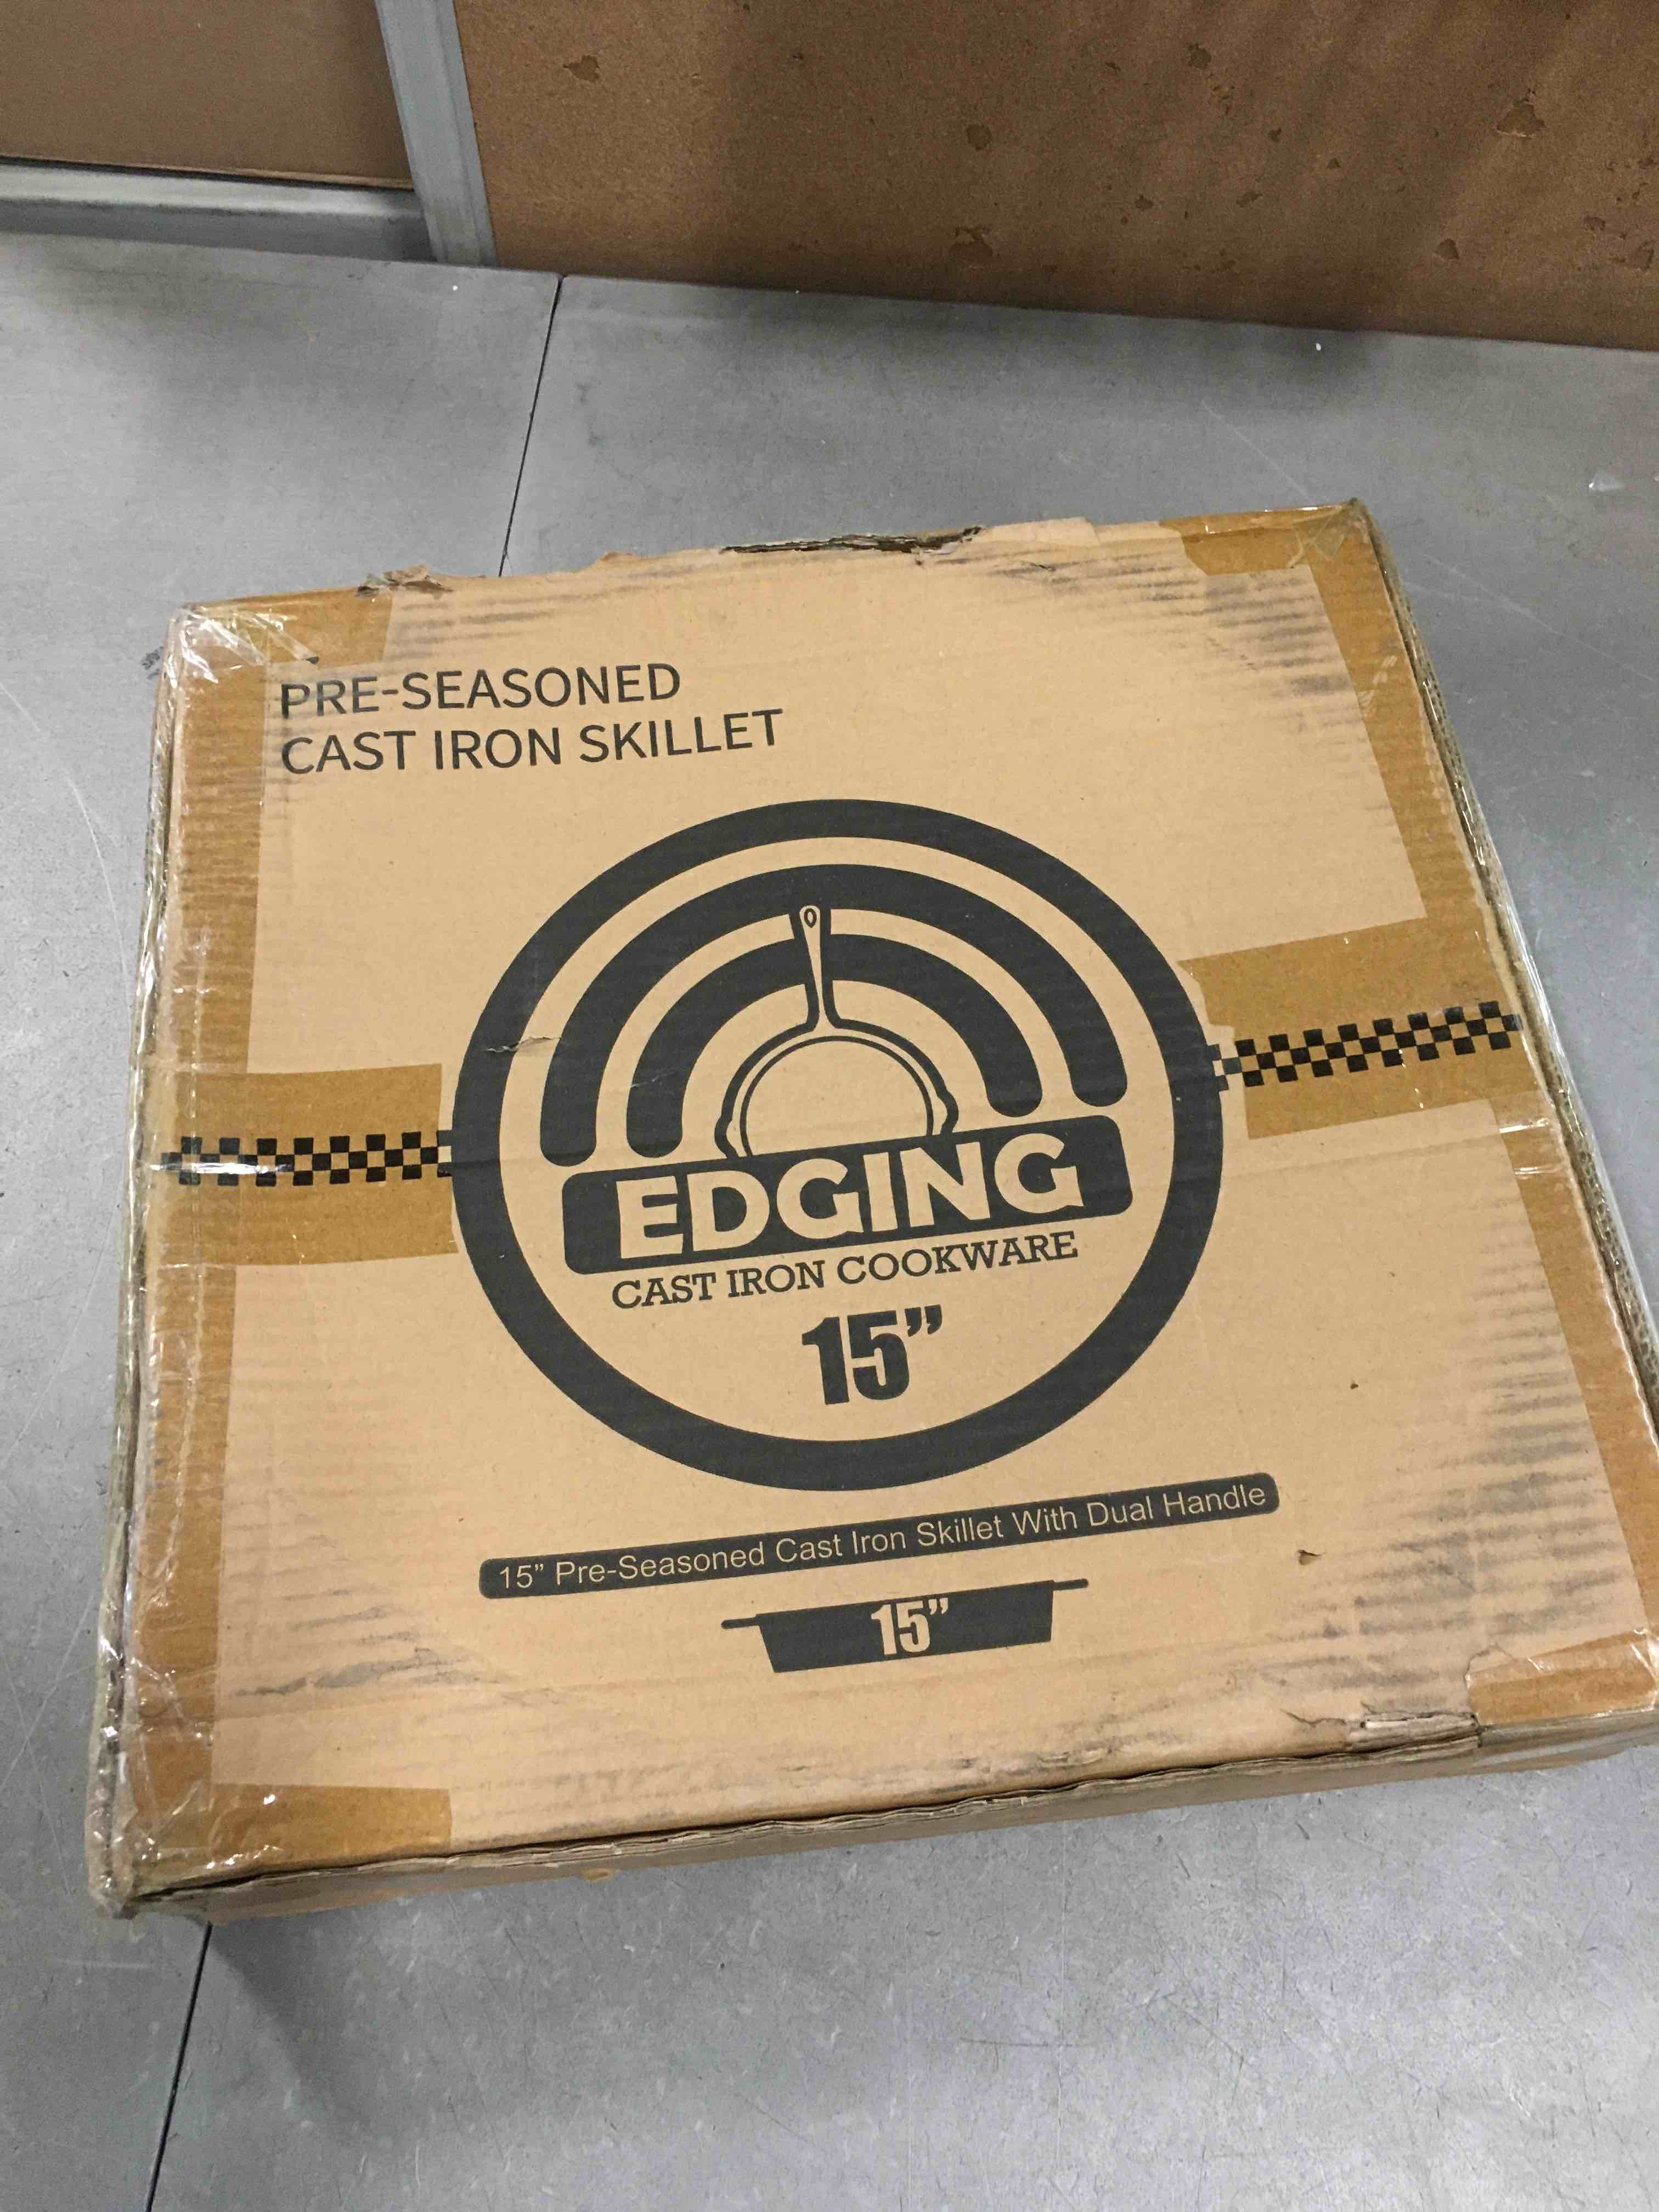 PRE-SEASONED
CAST IRON SKILLET
EDGING
CAST IRON COOKWARE
15”
15” Pre-Seasoned Cast Iron Skillet With Dual Handle
15”